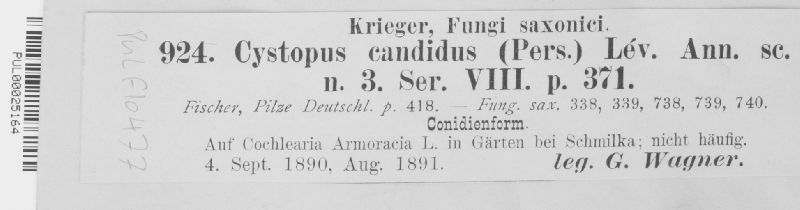 PUL00025164
PULF10477
Krieger, Fungi saxonici.
924. Cystopus candidus (Pers.) Lév. Ann. sc.
n. 3. Ser. VIII. p. 371.
Fischer, Pilze Deutschl. p. 418. — Fung. sax. 338, 339, 738, 739, 740.
Conidienform.
Auf Cochlearia Armoracia L. in Gärten bei Schmilka; nicht häufig.
4. Sept. 1890, Aug. 1891. leg. G. Wagner.